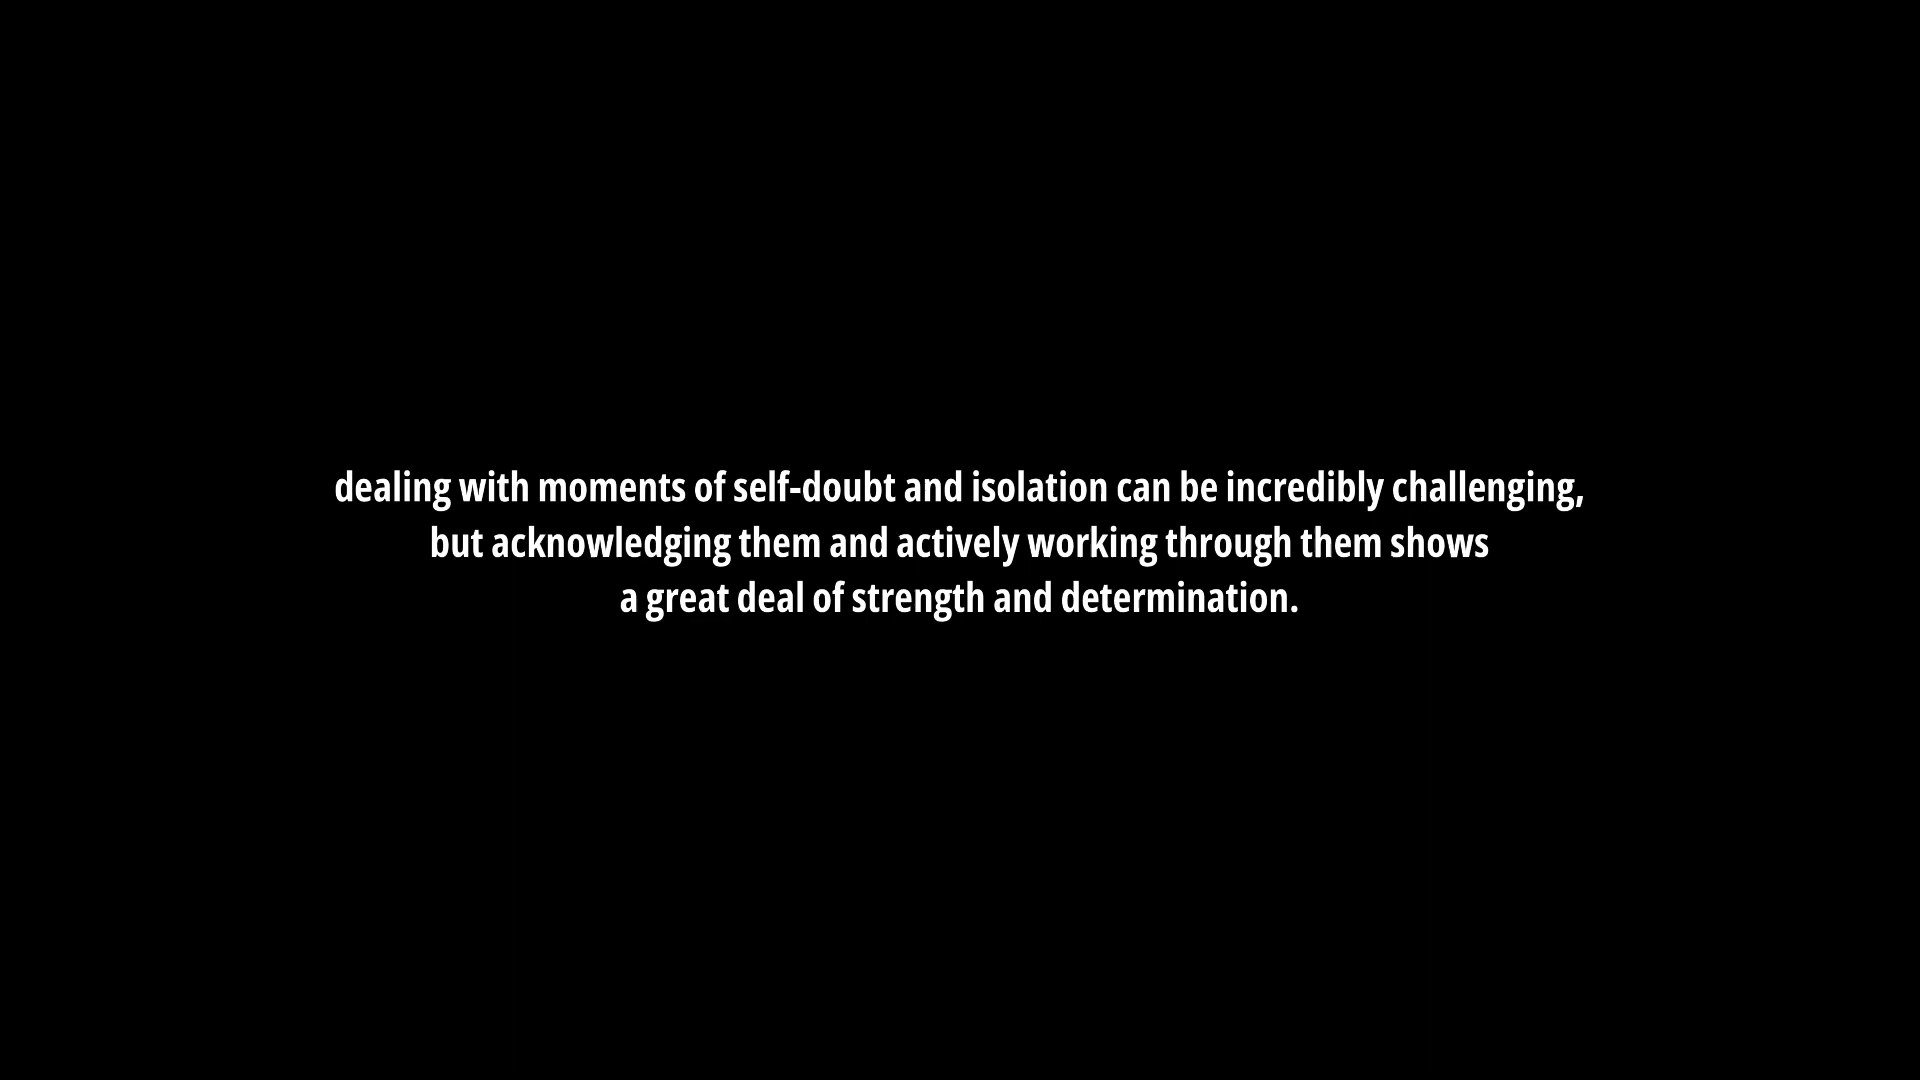 dealing with moments of self-doubt and isolation can be incredibly challenging,
but acknowledging them and actively working through them shows
a great deal of strength and determination.